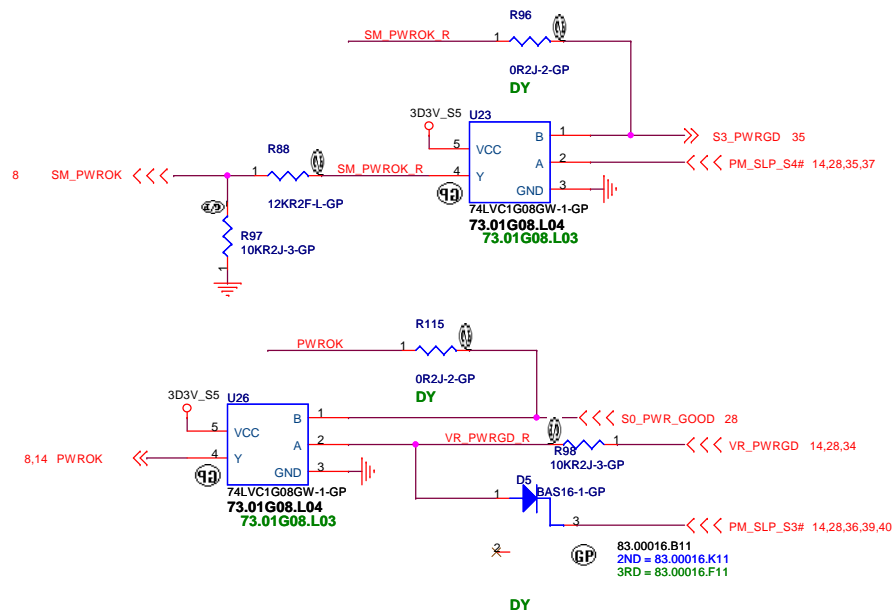 R96
SM_PWROK_R
1
0R2J-2-GP
DY
3D3V_S5
U23
5
VCC
B
1
S3_PWRGD 35
A
2
PM_SLP_S4# 14,28,35,37
8 SM_PWROK
R88
1
SM_PWROK_R
4
Y
GND
3
12KR2F-L-GP
GP
74LVC1G08GW-1-GP
73.01G08.L04
73.01G08.L03
R97
10KR2J-3-GP
1
R115
PWROK
1
0R2J-2-GP
DY
3D3V_S5
U26
5
VCC
B
1
S0_PWR_GOOD 28
A
2
VR_PWRGD_R
R98
1
VR_PWRGD 14,28,34
10KR2J-3-GP
8,14 PWROK
4
Y
GND
3
GP
74LVC1G08GW-1-GP
73.01G08.L04
73.01G08.L03
D5
1
BAS16-1-GP
3
PM_SLP_S3# 14,28,36,39,40
2
GP
83.00016.B11
2ND = 83.00016.K11
3RD = 83.00016.F11
DY